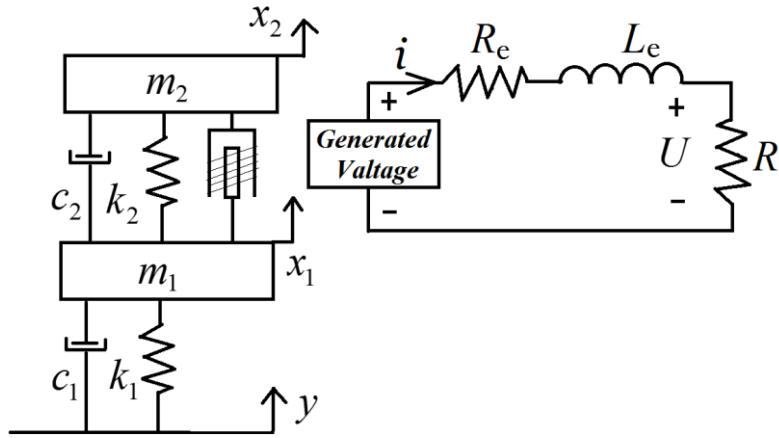 x₂
m₂
c₂ k₂
x₁
m₁
c₁ k₁
y
i Rₑ Lₑ
+ +
Generated
Valtage
U R
- -